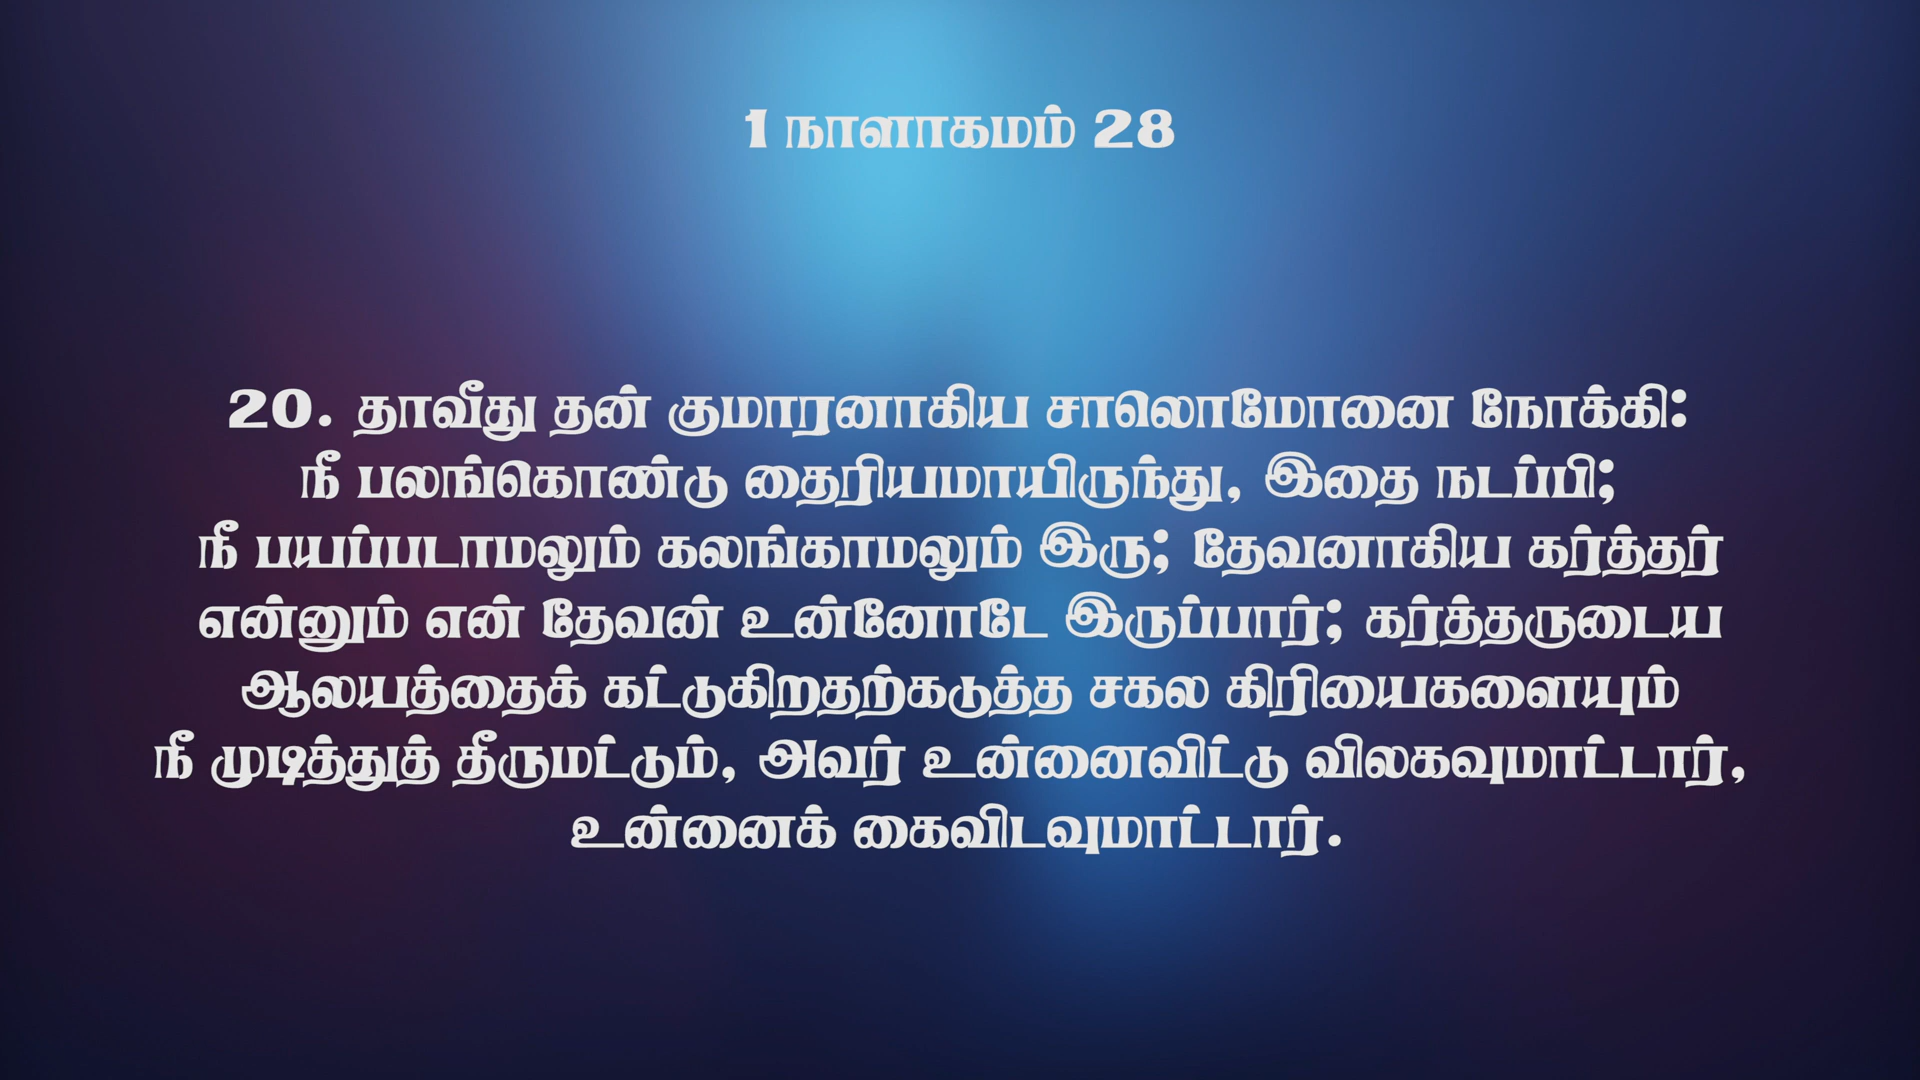 1 நாளாகமம் 28
20. தாவீது தன் குமாரனாகிய சாலொமோனை நோக்கி:
நீ பலங்கொண்டு தைரியமாயிருந்து, இதை நடப்பி;
நீ பயப்படாமலும் கலங்காமலும் இரு; தேவனாகிய கர்த்தர்
என்னும் என் தேவன் உன்னோடே இருப்பார்; கர்த்தருடைய
ஆலயத்தைக் கட்டுகிறதற்கடுத்த சகல கிரியைகளையும்
நீ முடித்துத் தீருமட்டும், அவர் உன்னைவிட்டு விலகவுமாட்டார்,
உன்னைக் கைவிடவுமாட்டார்.